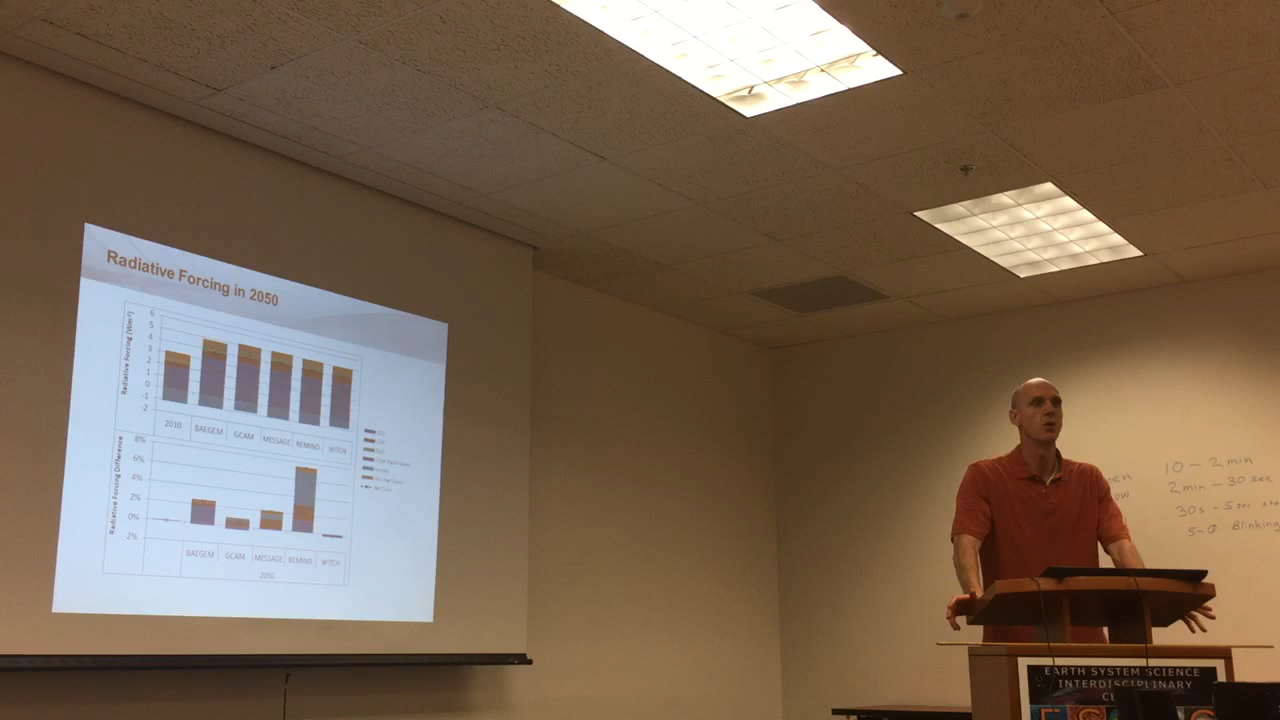 Radiative Forcing in 2050
Radiative Forcing (Wm-2)
6
5
4
3
2
1
0
-1
-2
2010 BAEGEM GCAM MESSAGE REMIND WITCH
Radiative Forcing Difference
8%
6%
4%
2%
0%
2%
BAEGEM GCAM MESSAGE REMIND WITCH
2050
10 - 2 min
2 min - 30 sec
30s - 5 sec
5-0 Blinking
EARTH SYSTEM SCIENCE
INTERDISCIPLINARY